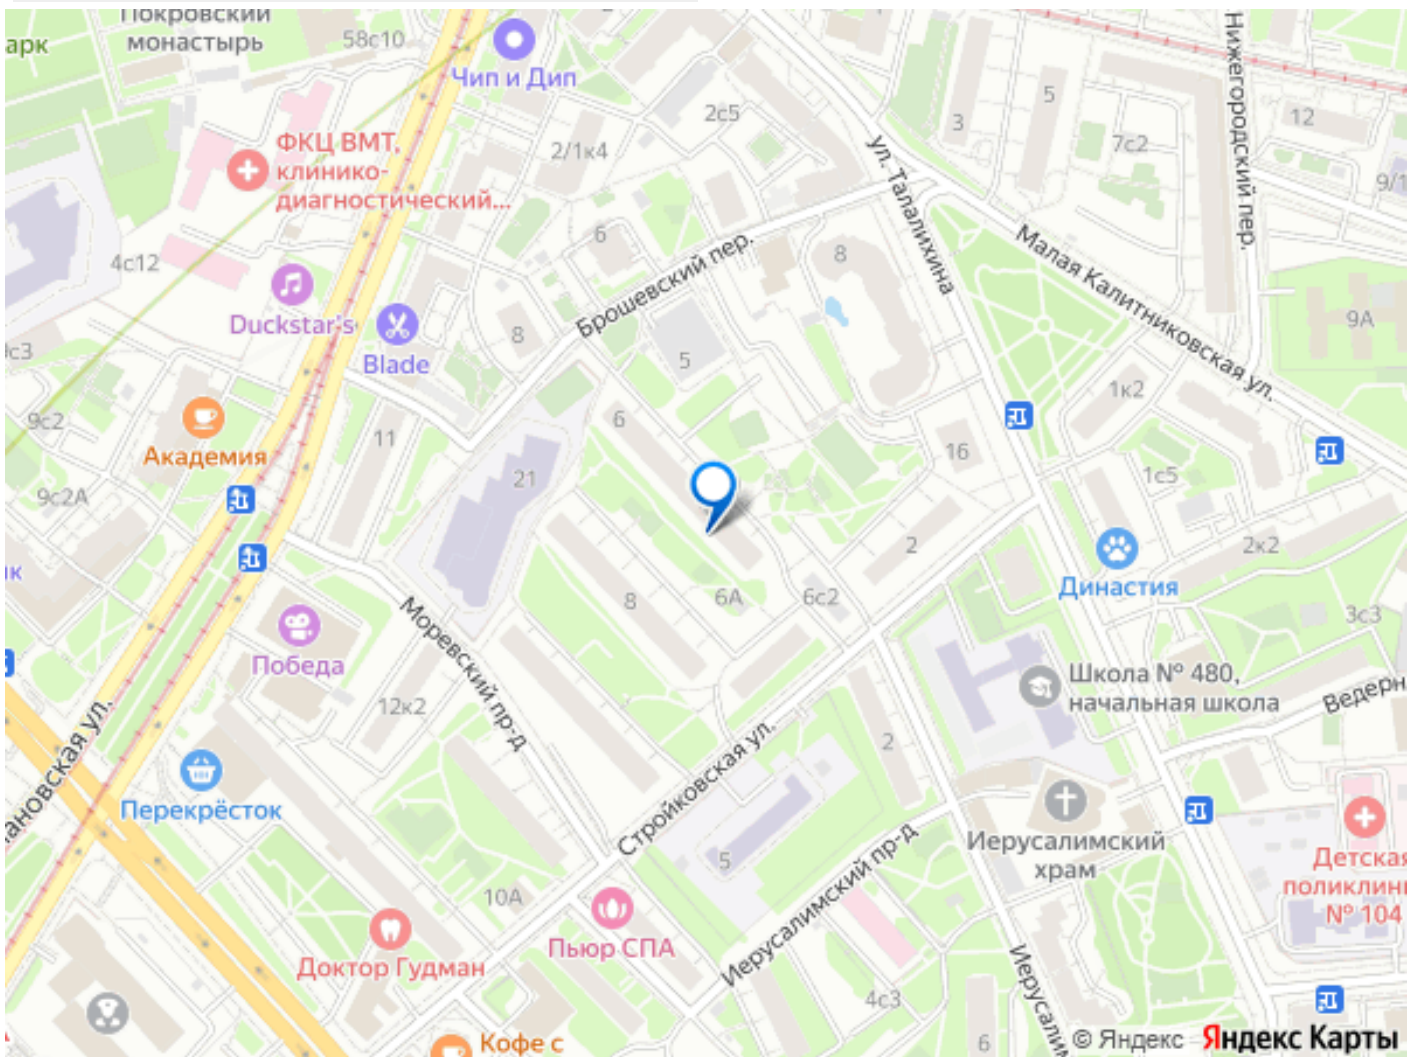 Покровский
монастырь
58с10
арк
Чип и Дип
2с5
3
5
12
7с2
Нижегородский пер.
9/1
ФКЦ ВМТ,
клинико-
диагностический...
2/1к4
ул. Талалихина
Малая Калитниковская ул.
4с12
6
8
Брошевский пер.
Duckstar's
Blade
8
5
9А
9с2
Академия
11
6
1к2
16
21
1с5
9с2А
2
2к2
Династия
8
6А
6с2
3с3
Победа
Моревский пр-д
12к2
Школа № 480,
начальная школа
Ведерн
2
Перекрёсток
Стройковская ул.
5
Иерусалимский
храм
Иерусалимский пр-д
Детская
поликлини
№ 104
10А
Пьюр СПА
Доктор Гудман
4с3
6
Иерусалим
Кофе с
© Яндекс Яндекс Карты